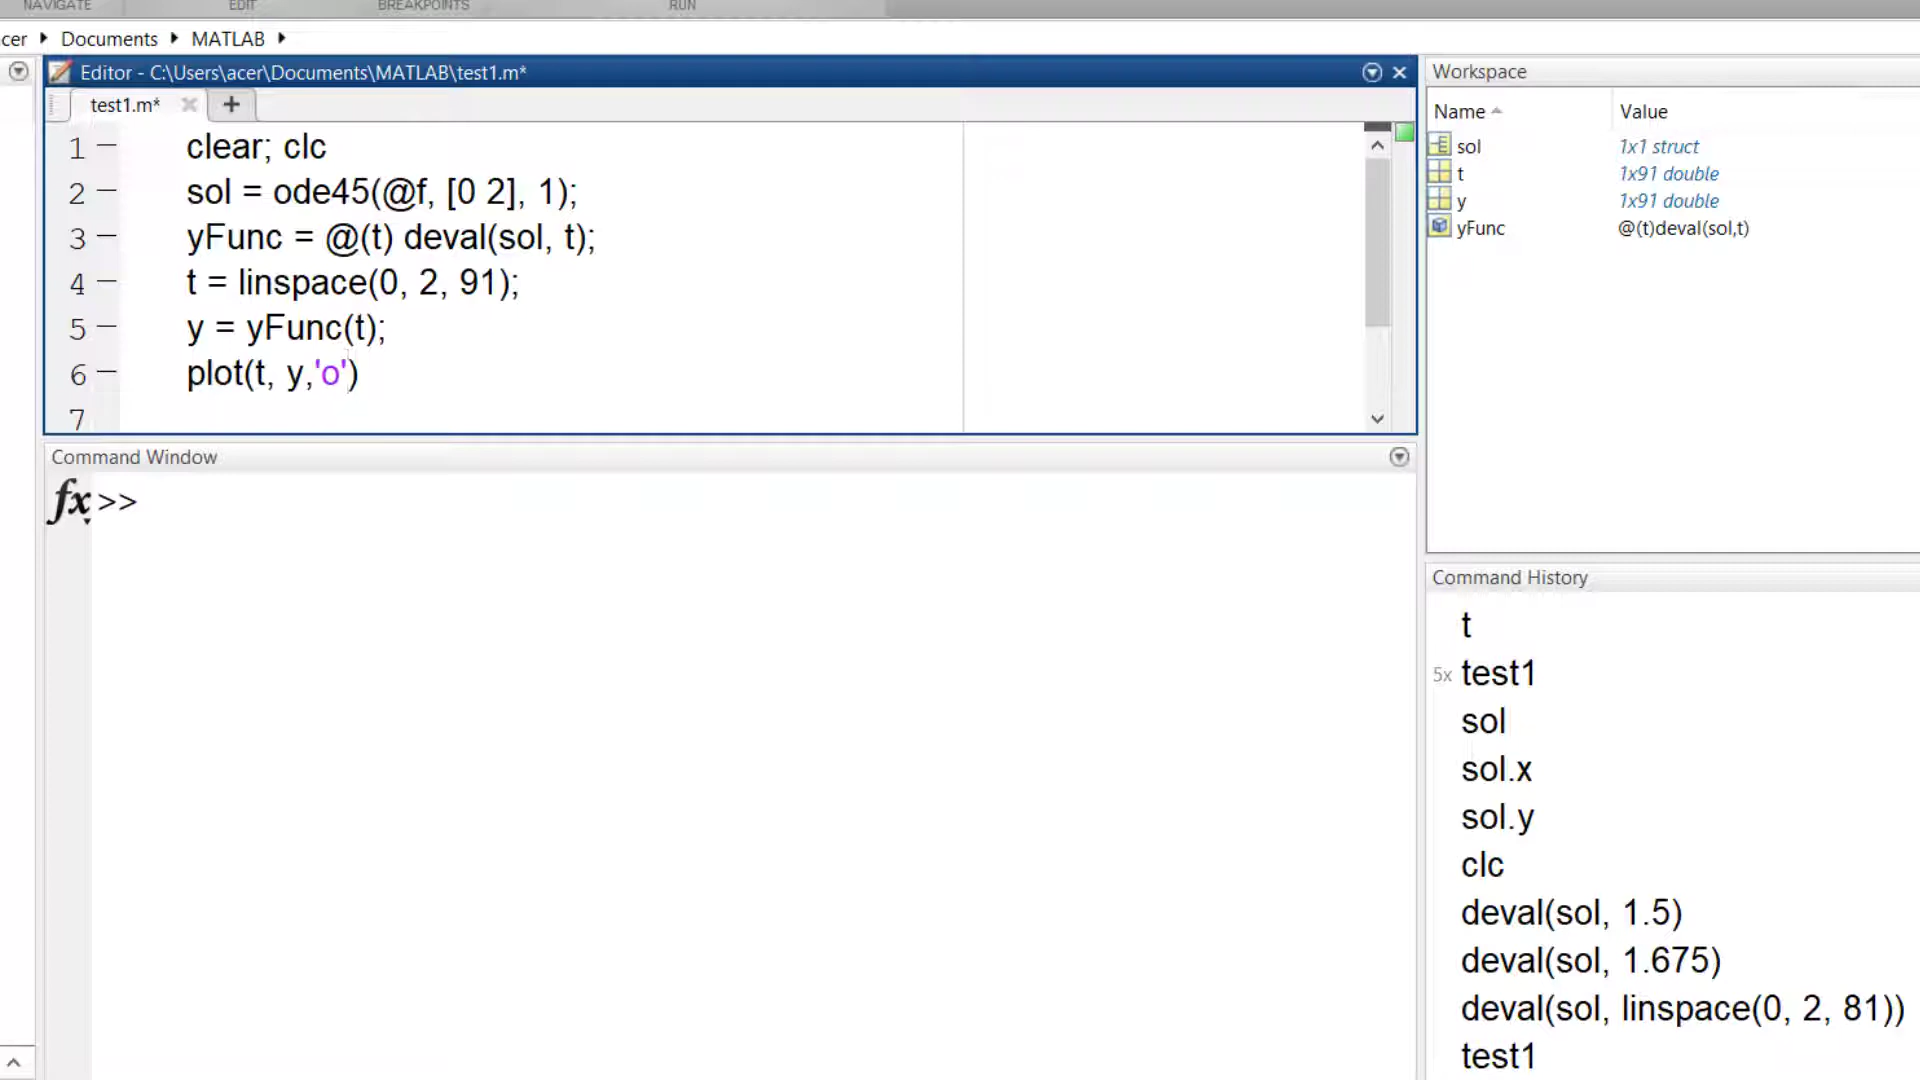 NAVIGATE EDIT BREAKPOINTS RUN
cer Documents MATLAB
Editor - C:\Users\acer\Documents\MATLAB\test1.m*
test1.m* +
1 clear; clc
2 sol = ode45(@f, [0 2], 1);
3 yFunc = @(t) deval(sol, t);
4 t = linspace(0, 2, 91);
5 y = yFunc(t);
6 plot(t, y,'o')
7
Command Window
fx >>
Workspace
Name Value
sol 1x1 struct
t 1x91 double
y 1x91 double
yFunc @(t)deval(sol,t)
Command History
t
5x test1
sol
sol.x
sol.y
clc
deval(sol, 1.5)
deval(sol, 1.675)
deval(sol, linspace(0, 2, 81))
test1